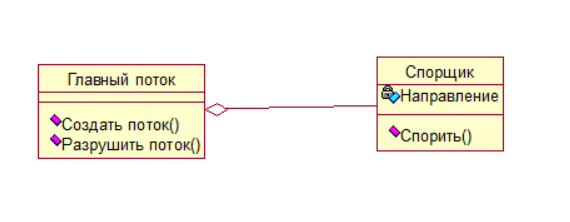 Главный поток
Создать поток()
Разрушить поток()
Спорщик
Направление
Спорить()